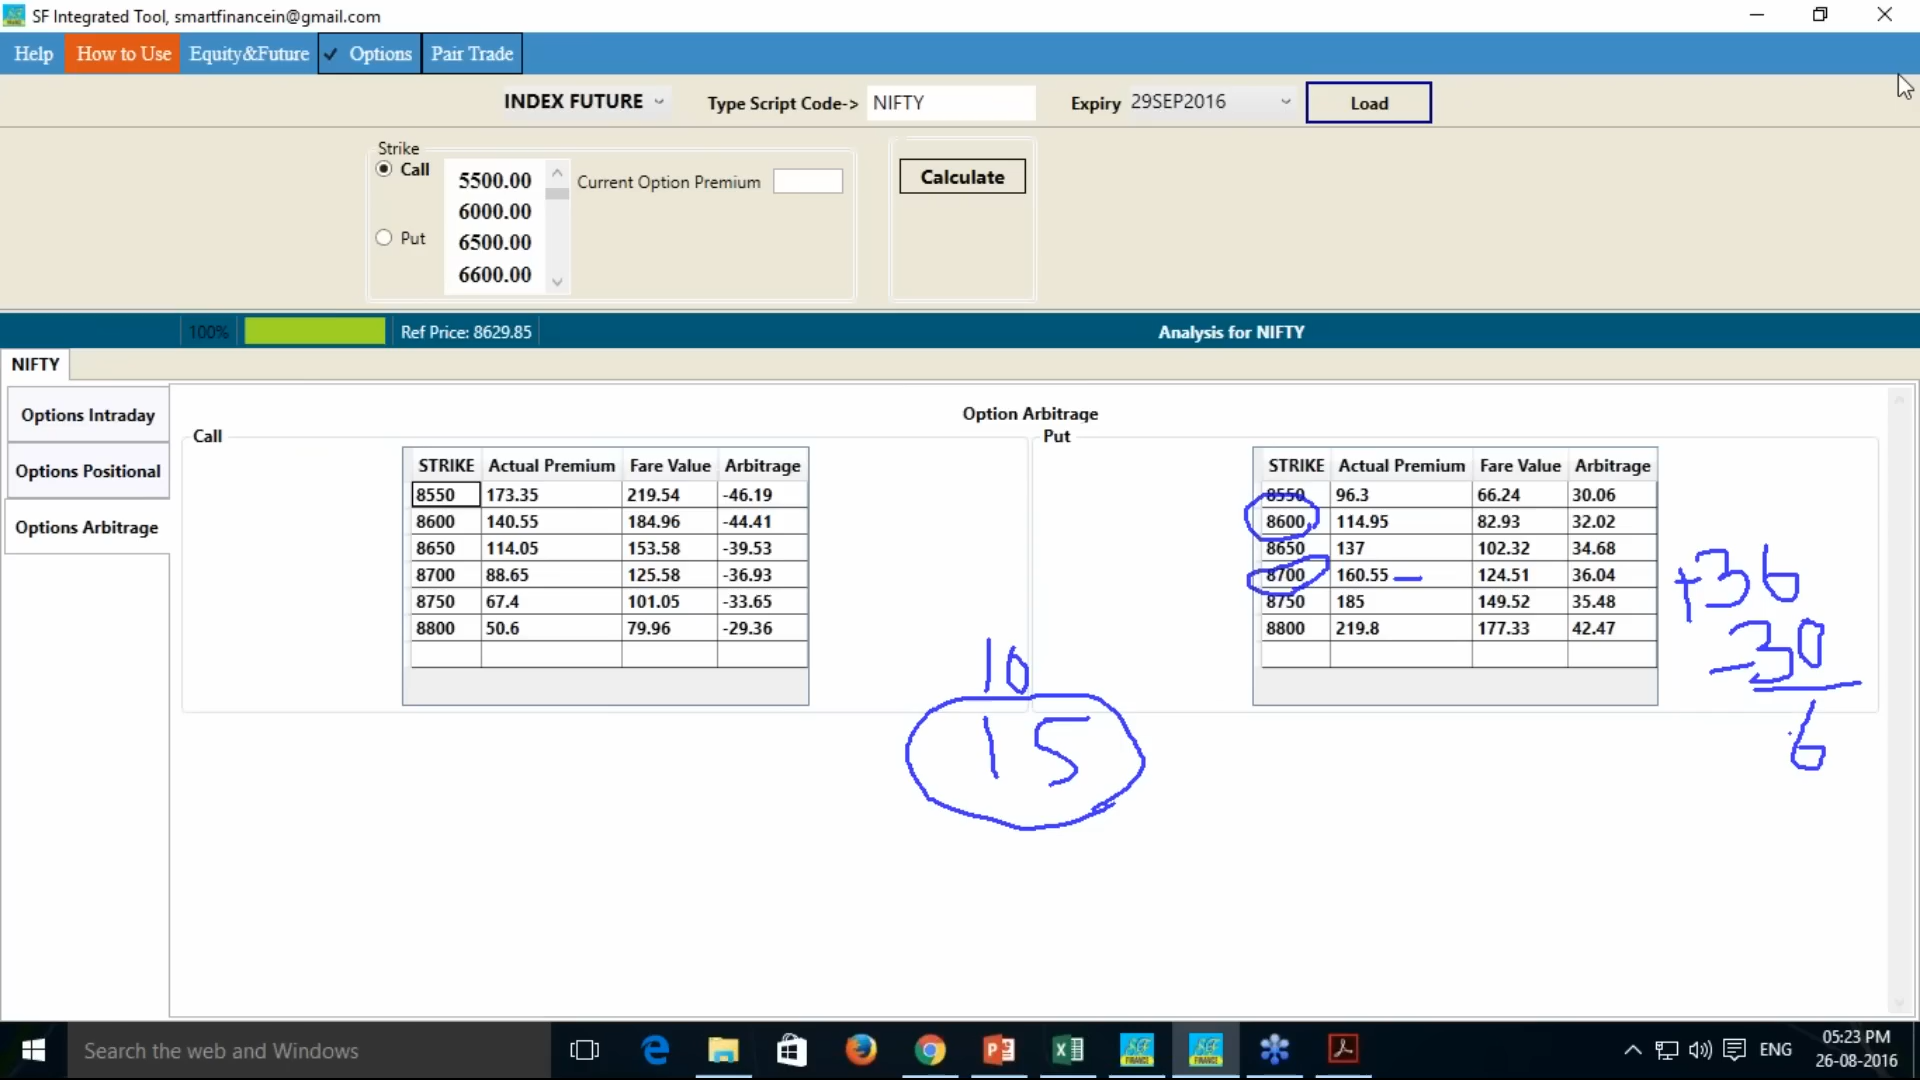 SF Integrated Tool, smartfinancein@gmail.com
Help How to Use Equity&Future ✓ Options Pair Trade
INDEX FUTURE Type Script Code-> NIFTY Expiry 29SEP2016 Load
Strike
Call
Put
5500.00
6000.00
6500.00
6600.00
Current Option Premium
Calculate
100% Ref Price: 8629.85 Analysis for NIFTY
NIFTY
Options Intraday
Options Positional
Options Arbitrage
Option Arbitrage
Call
STRIKE Actual Premium Fare Value Arbitrage
8550 173.35 219.54 -46.19
8600 140.55 184.96 -44.41
8650 114.05 153.58 -39.53
8700 88.65 125.58 -36.93
8750 67.4 101.05 -33.65
8800 50.6 79.96 -29.36
Put
STRIKE Actual Premium Fare Value Arbitrage
8550 96.3 66.24 30.06
8600 114.95 82.93 32.02
8650 137 102.32 34.68
8700 160.55 124.51 36.04
8750 185 149.52 35.48
8800 219.8 177.33 42.47
+36
-30
6
10
15
Search the web and Windows
SF FINANCE
SF FINANCE
ENG
05:23 PM
26-08-2016